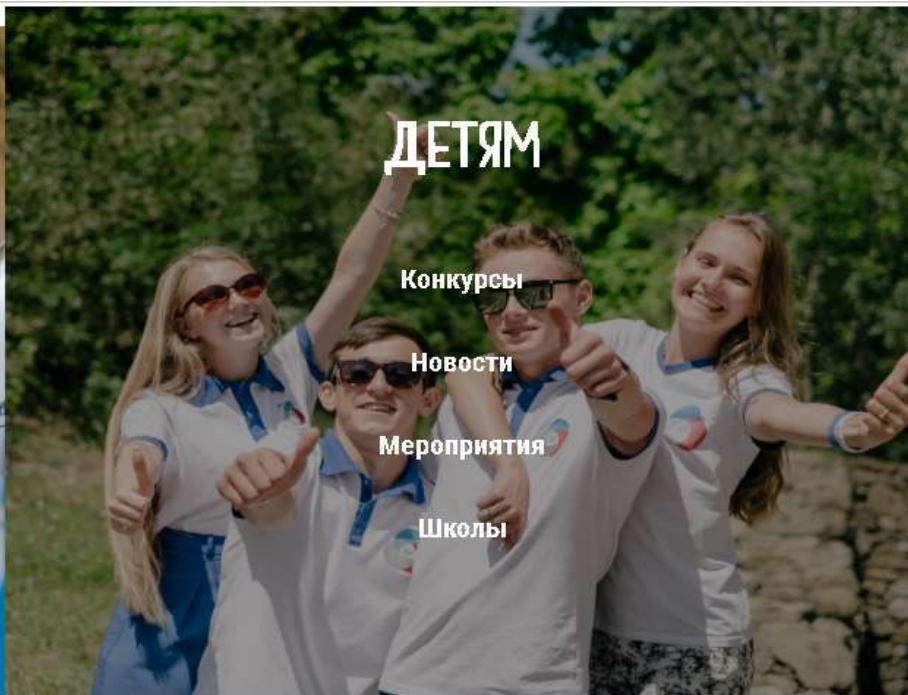 ДЕТЯМ
Конкурсы
Новости
Мероприятия
Школы